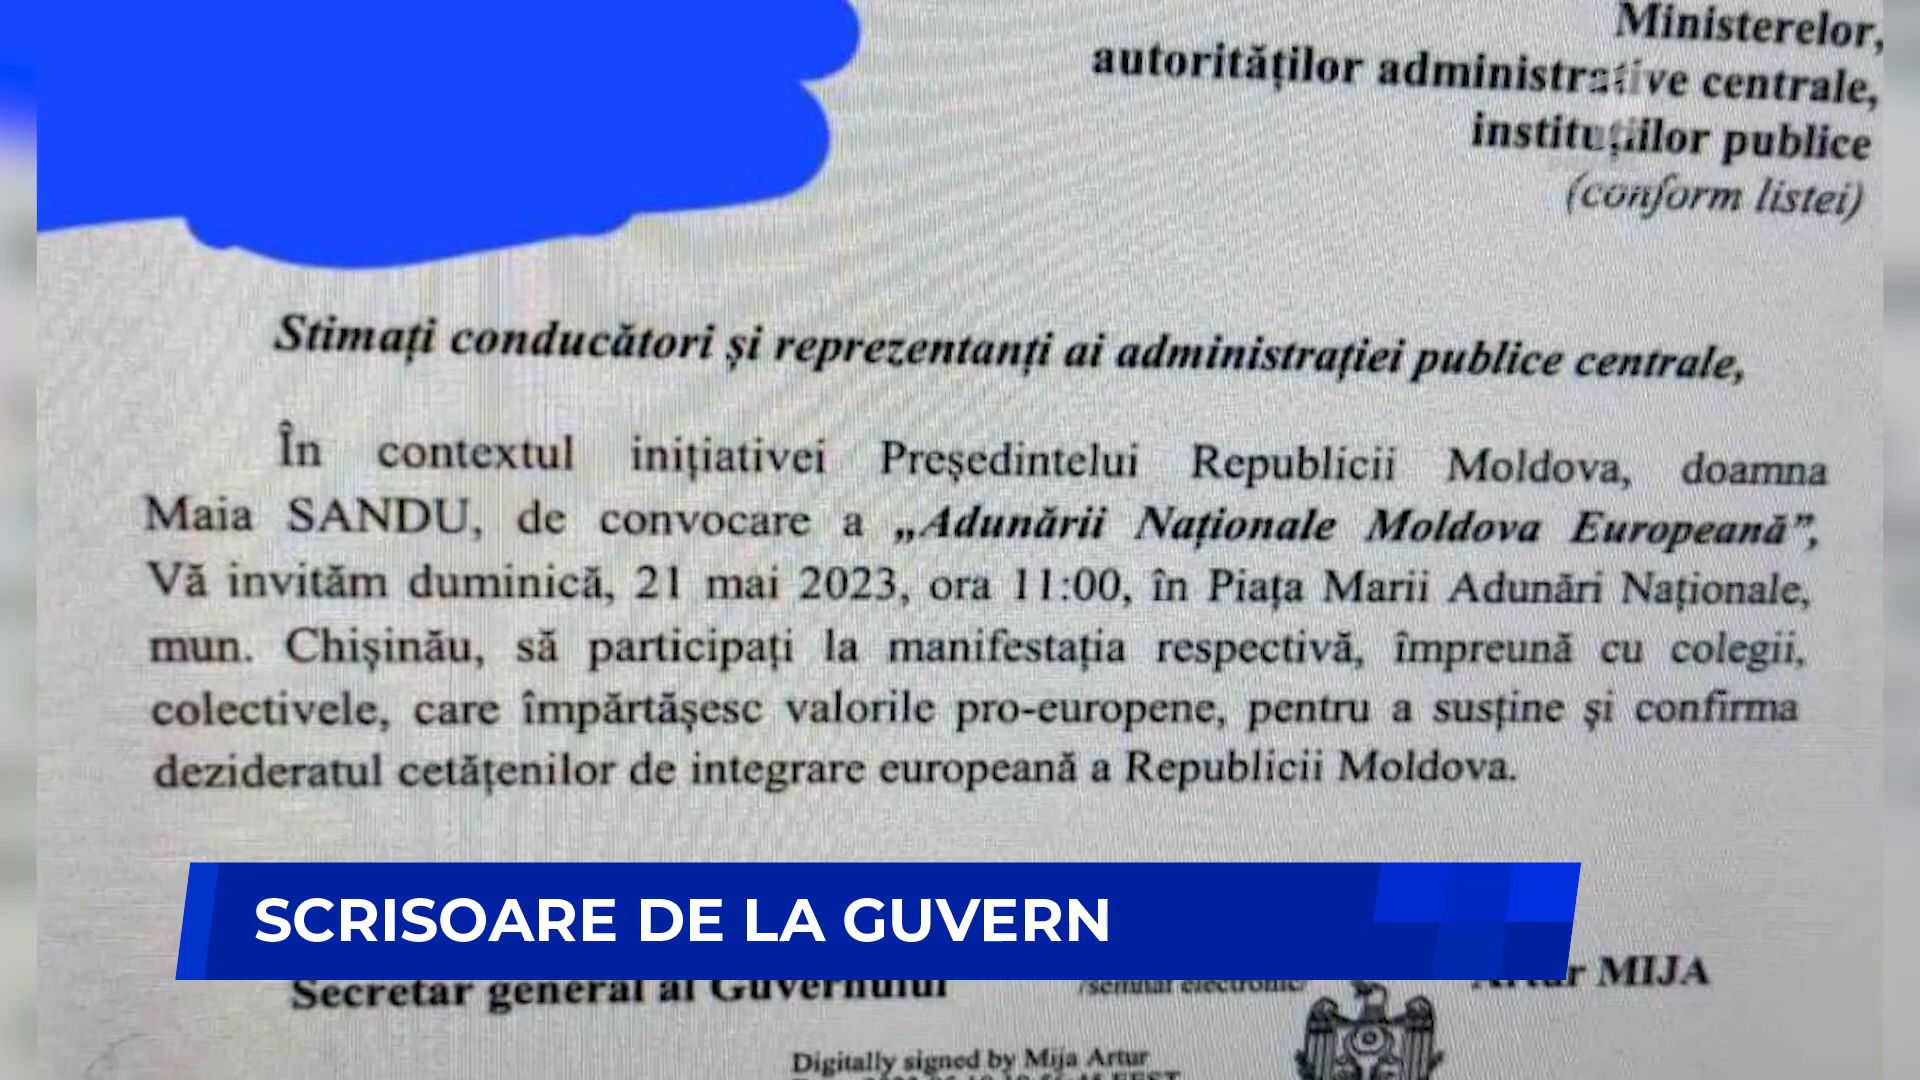 Ministerelor,
autorităților administrative centrale,
instituțiilor publice
(conform listei)
Stimați conducători și reprezentanți ai administrației publice centrale,
În contextul inițiativei Președintelui Republicii Moldova, doamna
Maia SANDU, de convocare a „Adunării Naționale Moldova Europeană”,
Vă invităm duminică, 21 mai 2023, ora 11:00, în Piața Marii Adunări Naționale,
mun. Chișinău, să participați la manifestația respectivă, împreună cu colegii,
colectivele, care împărtășesc valorile pro-europene, pentru a susține și confirma
dezideratul cetățenilor de integrare europeană a Republicii Moldova.
SCRISOARE DE LA GUVERN
Secretar general al Guvernului /semnat electronic/ Artur MIJA
Digitally signed by Mija Artur